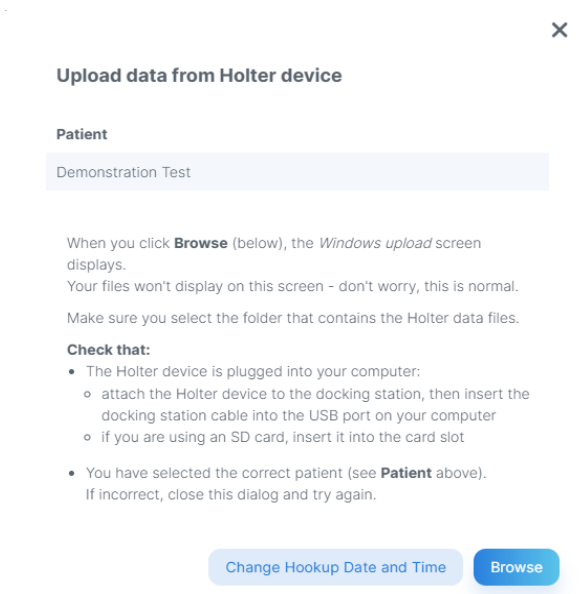 Upload data from Holter device
Patient
Demonstration Test
When you click Browse (below), the Windows upload screen
displays.
Your files won't display on this screen - don't worry, this is normal.
Make sure you select the folder that contains the Holter data files.
Check that:
• The Holter device is plugged into your computer:
◦ attach the Holter device to the docking station, then insert the
docking station cable into the USB port on your computer
◦ if you are using an SD card, insert it into the card slot
• You have selected the correct patient (see Patient above).
If incorrect, close this dialog and try again.
Change Hookup Date and Time Browse